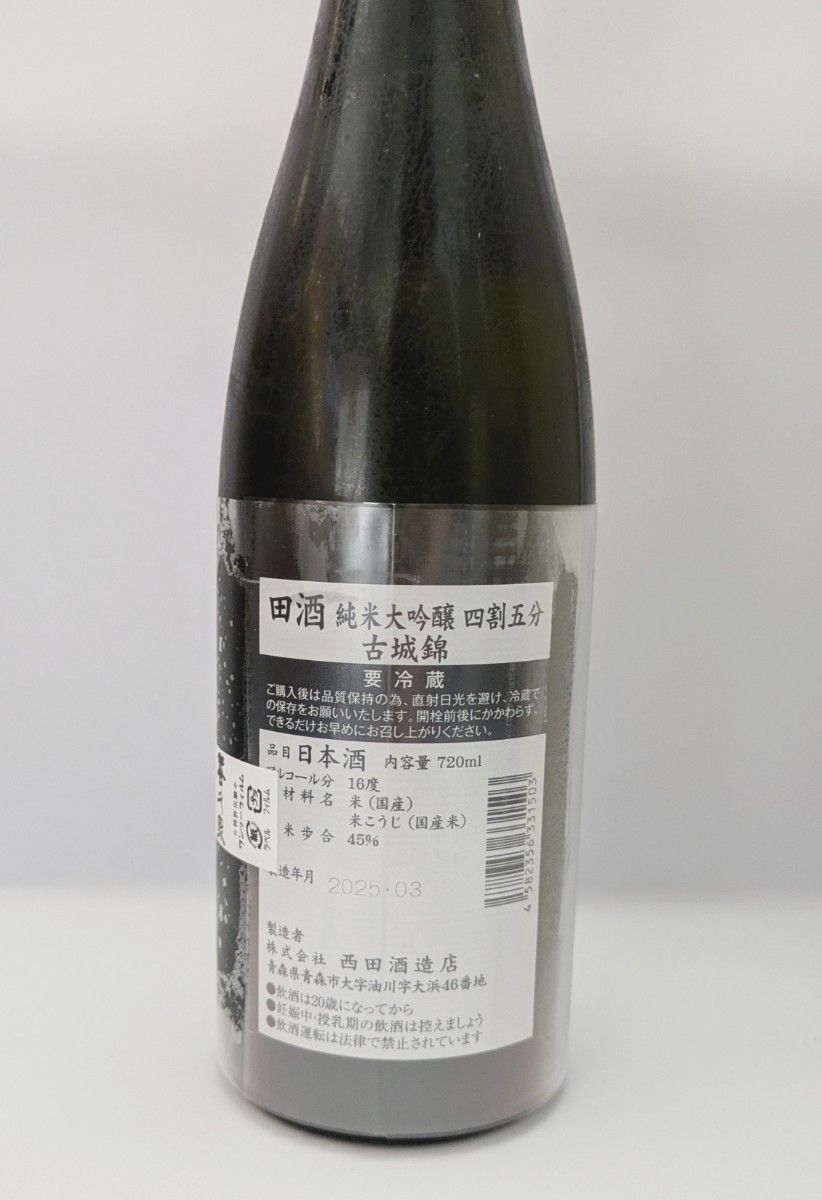 田酒 純米大吟醸 四割五分
古城錦
要冷蔵
ご購入後は品質保持の為、直射日光を避け、冷蔵で
の保存をお願いいたします。開栓前後にかかわらず、
できるだけお早めにお召し上がりください。
品目 日本酒 内容量 720ml
アルコール分 16度
材料名 米（国産）
米こうじ（国産米）
米歩合 45%
製造年月 2025・03
4 582356 331503
製造者
株式会社 西田酒造店
青森県青森市大字油川字大浜46番地
●飲酒は20歳になってから
●妊娠中・授乳期の飲酒は控えましょう
●飲酒運転は法律で禁止されています
ラベル フィルム